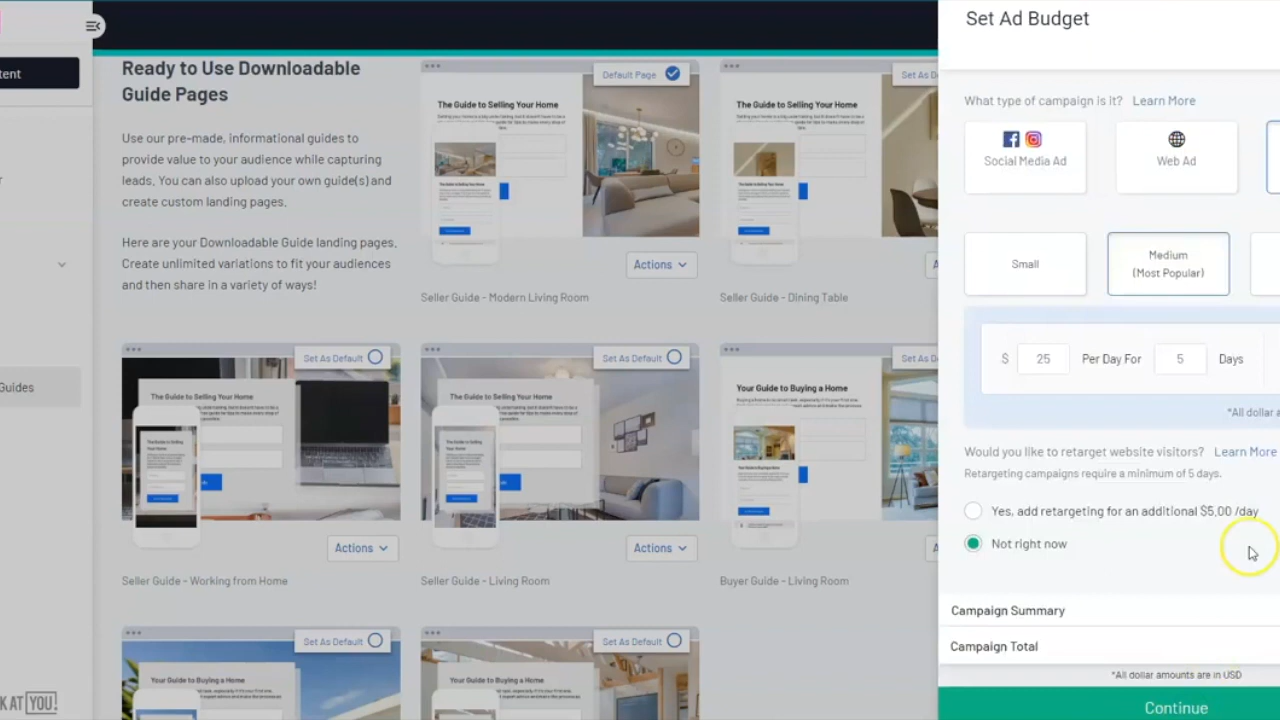 tent
r
Guides
K AT YOU!
Ready to Use Downloadable
Guide Pages
Use our pre-made, informational guides to
provide value to your audience while capturing
leads. You can also upload your own guide(s) and
create custom landing pages.
Here are your Downloadable Guide landing pages.
Create unlimited variations to fit your audiences
and then share in a variety of ways!
Default Page
The Guide to Selling Your Home
Actions
Seller Guide - Modern Living Room
Set As D
The Guide to Selling Your Home
A
Seller Guide - Dining Table
Set As Default
The Guide to Selling Your Home
Actions
Seller Guide - Working from Home
Set As Default
The Guide to Selling Your Home
Actions
Seller Guide - Living Room
Set As D
Your Guide to Buying a Home
A
Buyer Guide - Living Room
Set As Default
Your Guide to Buying a Home
Set As Default
Your Guide to Buying a Home
Set Ad Budget
What type of campaign is it? Learn More
Social Media Ad
Web Ad
Small
Medium
(Most Popular)
$ 25 Per Day For 5 Days
*All dollar a
Would you like to retarget website visitors? Learn More
Retargeting campaigns require a minimum of 5 days.
Yes, add retargeting for an additional $5.00 /day
Not right now
Campaign Summary
Campaign Total
*All dollar amounts are in USD
Continue